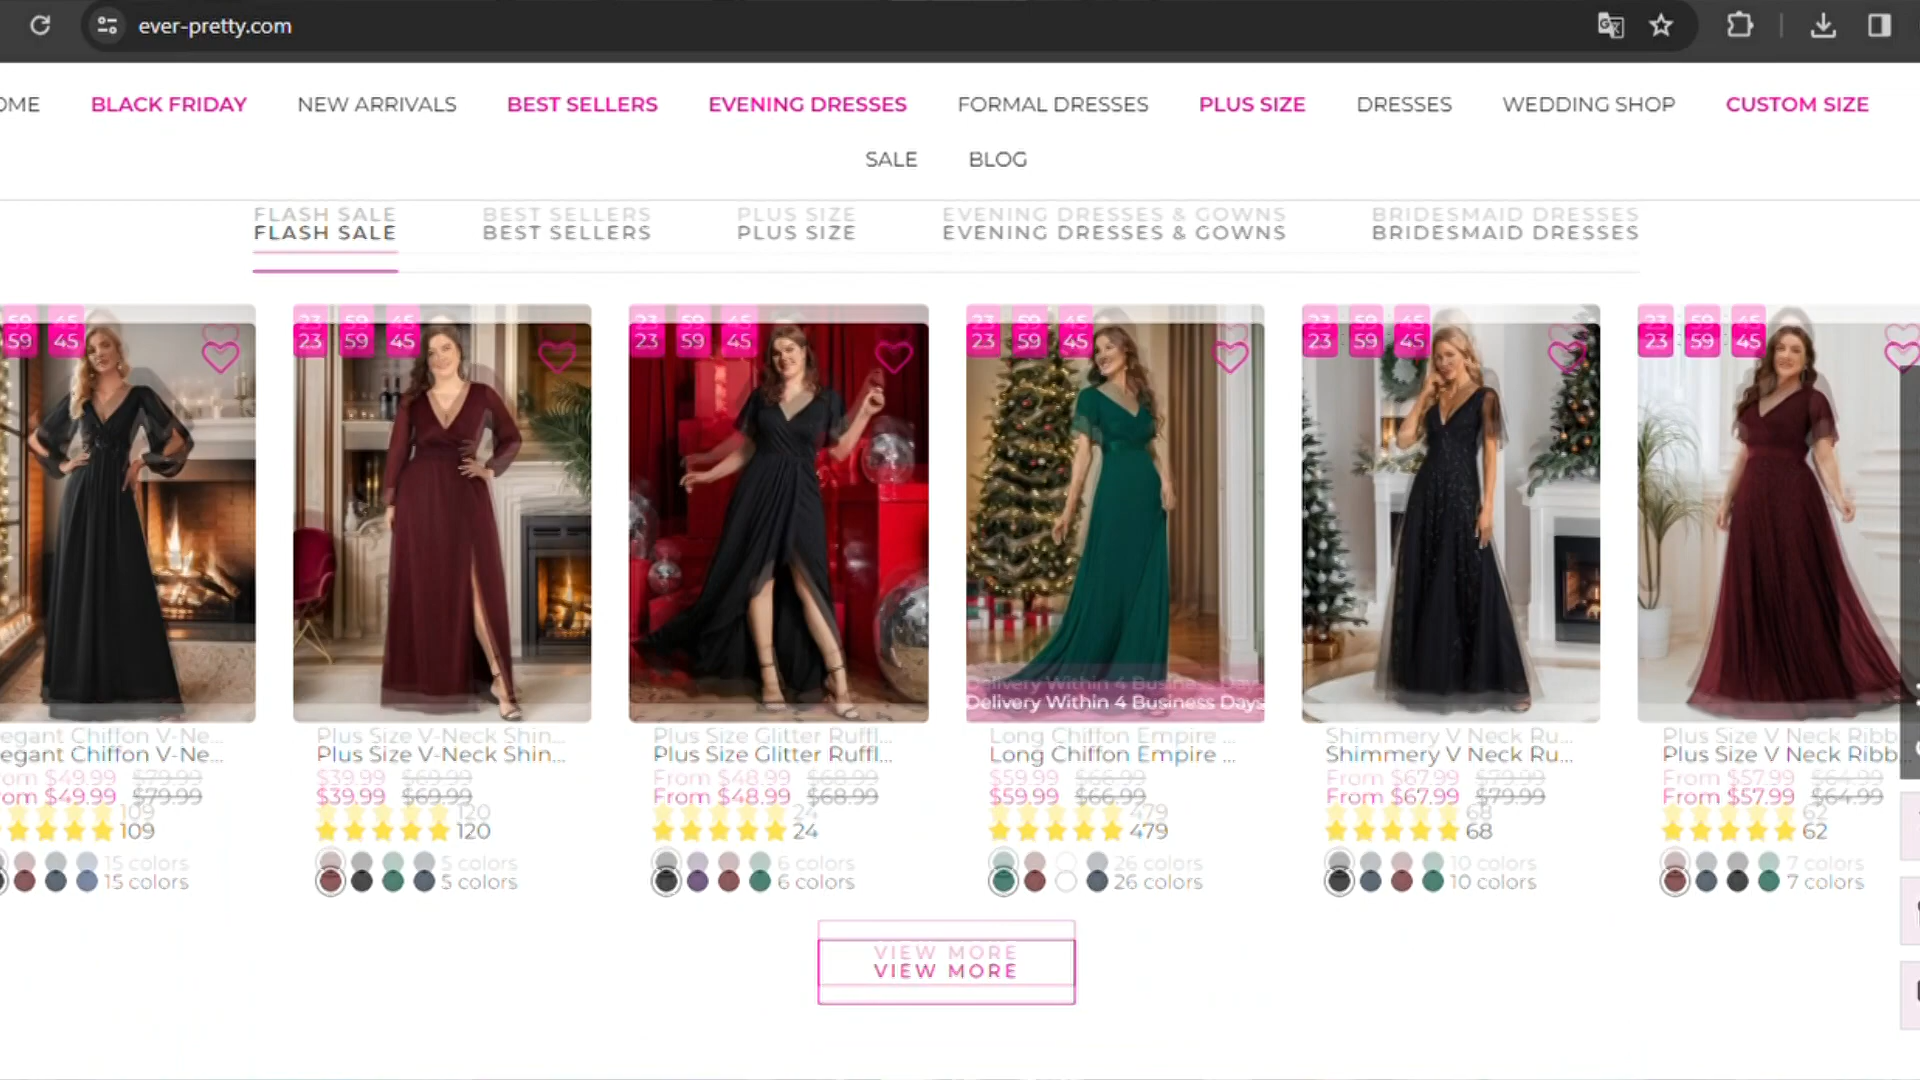 ever-pretty.com
OME BLACK FRIDAY NEW ARRIVALS BEST SELLERS EVENING DRESSES FORMAL DRESSES PLUS SIZE DRESSES WEDDING SHOP CUSTOM SIZE
SALE BLOG
FLASH SALE BEST SELLERS PLUS SIZE EVENING DRESSES & GOWNS BRIDESMAID DRESSES
59 45 23 59 45 23 59 45 23 59 45 23 59 45 23 59 45
Delivery Within 4 Business Days
egant Chiffon V-Ne... Plus Size V-Neck Shin... Plus Size Glitter Ruffl... Long Chiffon Empire ... Shimmery V Neck Ru... Plus Size V Neck Ribb...
om $49.99 $79.99 $39.99 $69.99 From $48.99 $68.99 $59.99 $66.99 From $67.99 $79.99 From $57.99 $64.99
109 120 24 479 68 62
15 colors 5 colors 6 colors 26 colors 10 colors 7 colors
VIEW MORE